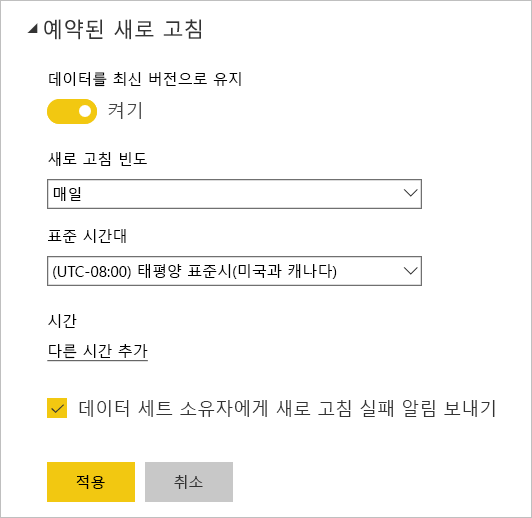 예약된 새로 고침
데이터를 최신 버전으로 유지
켜기
새로 고침 빈도
매일
표준 시간대
(UTC-08:00) 태평양 표준시(미국과 캐나다)
시간
다른 시간 추가
데이터 세트 소유자에게 새로 고침 실패 알림 보내기
적용 취소